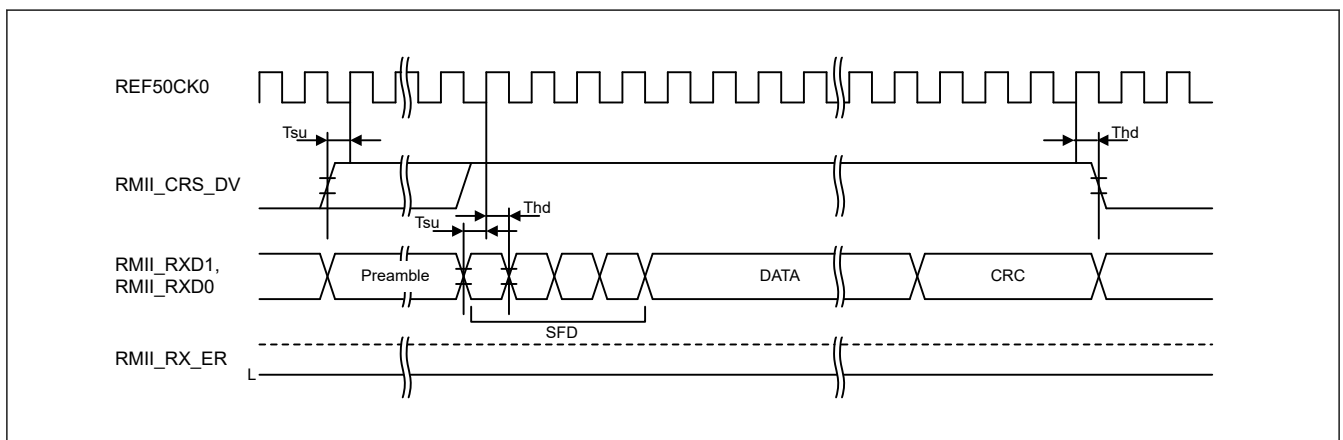 REF50CK0
Tsu
Thd
RMII_CRS_DV
Tsu
Thd
RMII_RXD1,
RMII_RXD0
Preamble
DATA
CRC
SFD
RMII_RX_ER
L